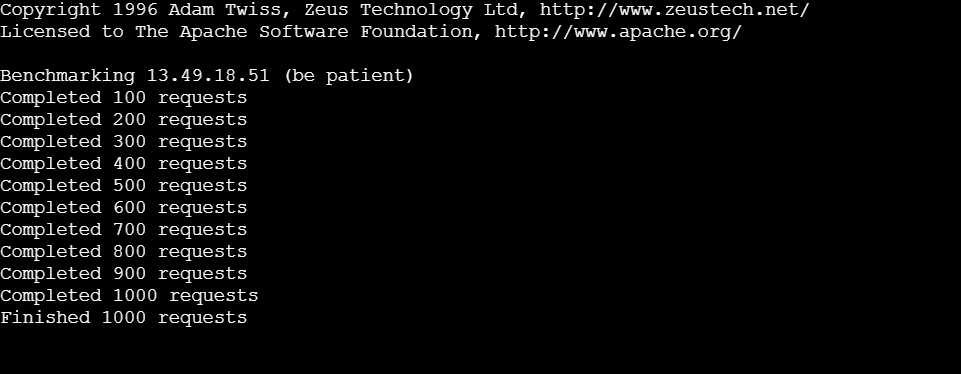 Copyright 1996 Adam Twiss, Zeus Technology Ltd, http://www.zeustech.net/
Licensed to The Apache Software Foundation, http://www.apache.org/

Benchmarking 13.49.18.51 (be patient)
Completed 100 requests
Completed 200 requests
Completed 300 requests
Completed 400 requests
Completed 500 requests
Completed 600 requests
Completed 700 requests
Completed 800 requests
Completed 900 requests
Completed 1000 requests
Finished 1000 requests